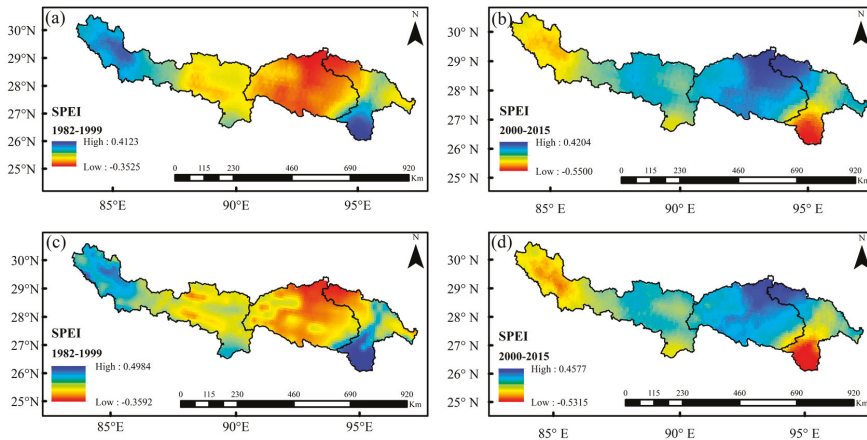 (a)
N
30°N
29°N
28°N
27°N
26°N
25°N
SPEI
1982-1999
High : 0.4123
Low : -0.3525
0 115 230 460 690 920
Km
85°E 90°E 95°E
(b)
N
30°N
29°N
28°N
27°N
26°N
25°N
SPEI
2000-2015
High : 0.4204
Low : -0.5500
0 115 230 460 690 920
Km
85°E 90°E 95°E
(c)
N
30°N
29°N
28°N
27°N
26°N
25°N
SPEI
1982-1999
High : 0.4984
Low : -0.3592
0 115 230 460 690 920
Km
85°E 90°E 95°E
(d)
N
30°N
29°N
28°N
27°N
26°N
25°N
SPEI
2000-2015
High : 0.4577
Low : -0.5315
0 115 230 460 690 920
Km
85°E 90°E 95°E